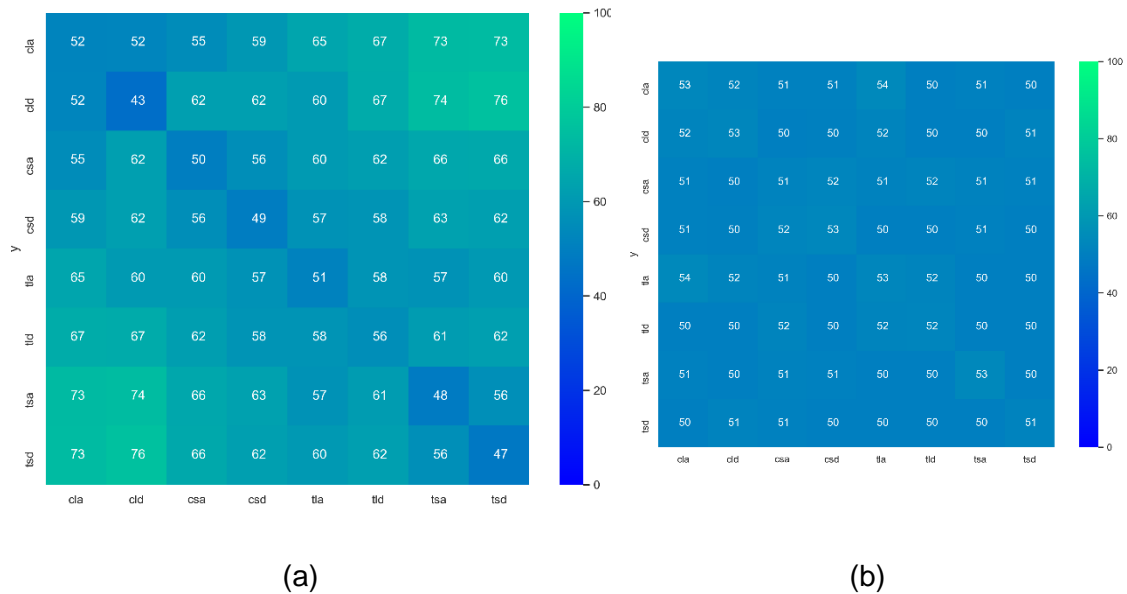 cla 52 52 55 59 65 67 73 73
cld 52 43 62 62 60 67 74 76
csa 55 62 50 56 60 62 66 66
csd 59 62 56 49 57 58 63 62
y
tla 65 60 60 57 51 58 57 60
tld 67 67 62 58 58 56 61 62
tsa 73 74 66 63 57 61 48 56
tsd 73 76 66 62 60 62 56 47
cla cld csa csd tla tld tsa tsd
100
80
60
40
20
0
(a)
cla 53 52 51 51 54 50 51 50
cld 52 53 50 50 52 50 50 51
csa 51 50 51 52 51 52 51 51
csd 51 50 52 53 50 50 51 50
y
tla 54 52 51 50 53 52 50 50
tld 50 50 52 50 52 52 50 50
tsa 51 50 51 51 50 50 53 50
tsd 50 51 51 50 50 50 50 51
cla cld csa csd tla tld tsa tsd
100
80
60
40
20
0
(b)